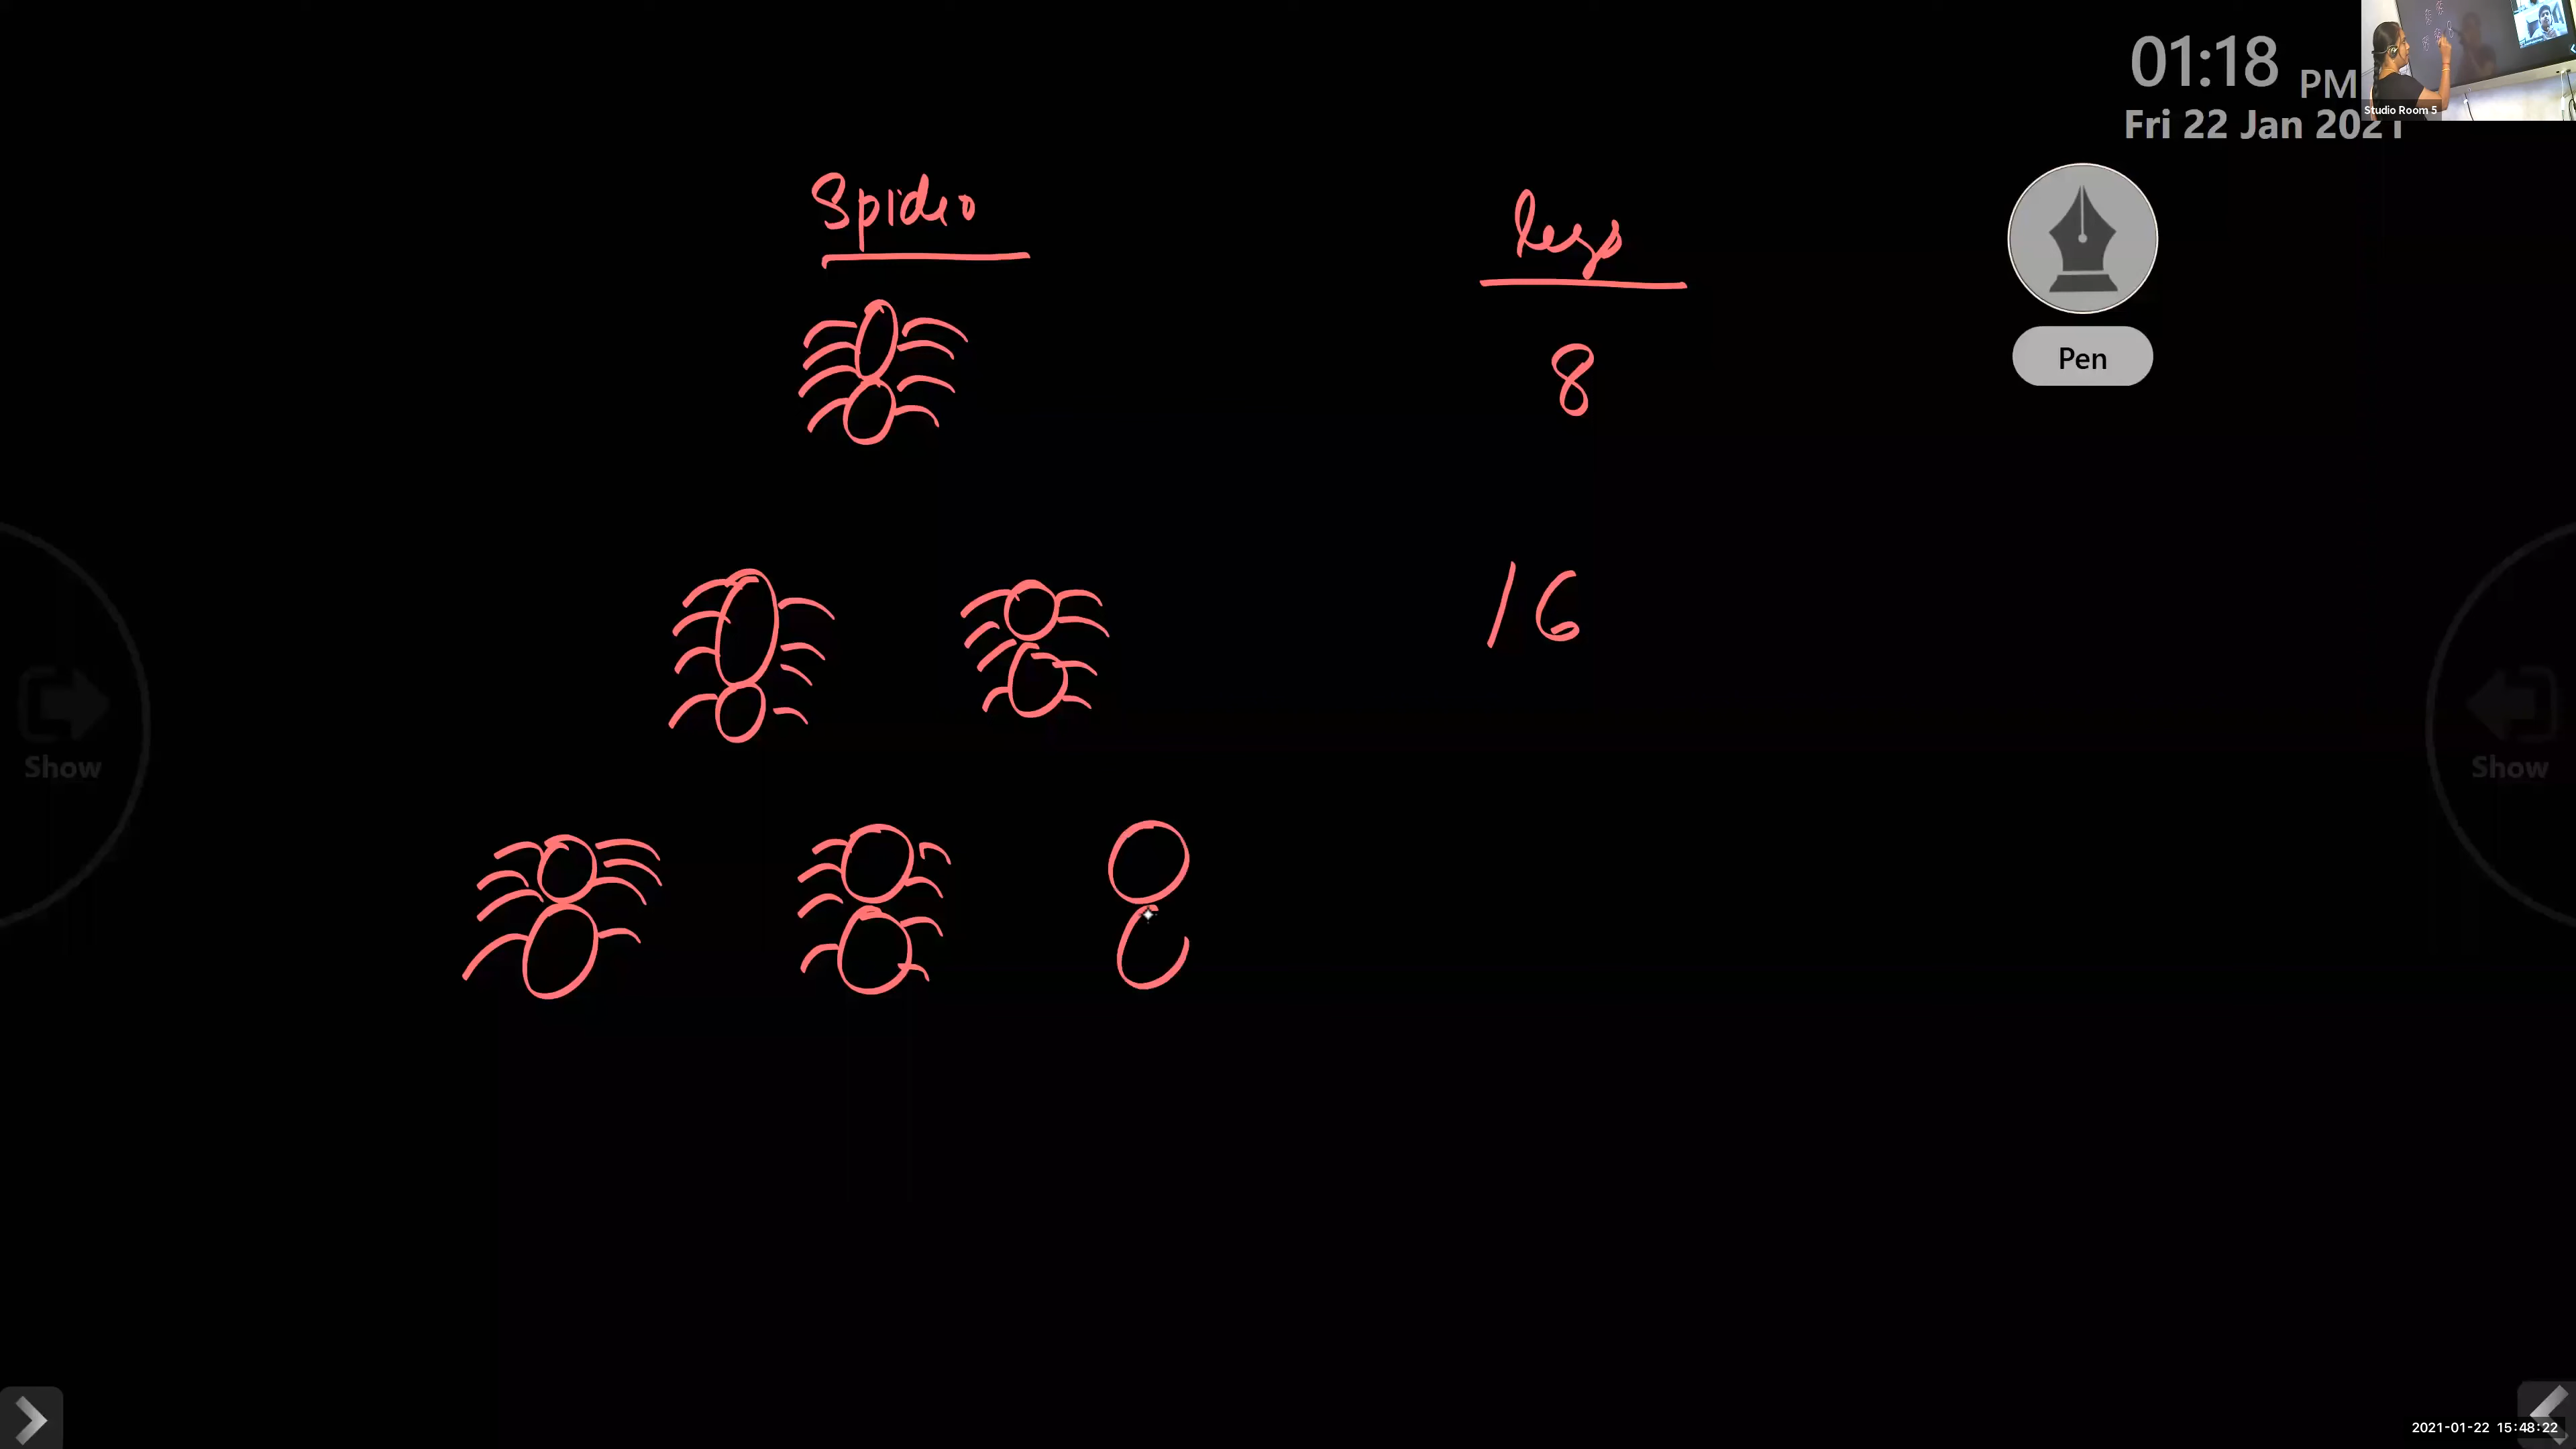 01:18 PM
Fri 22 Jan 2021
Studio Room 5
Spider
legs
Pen
8
16
Show
Show
2021-01-22 15:48:22